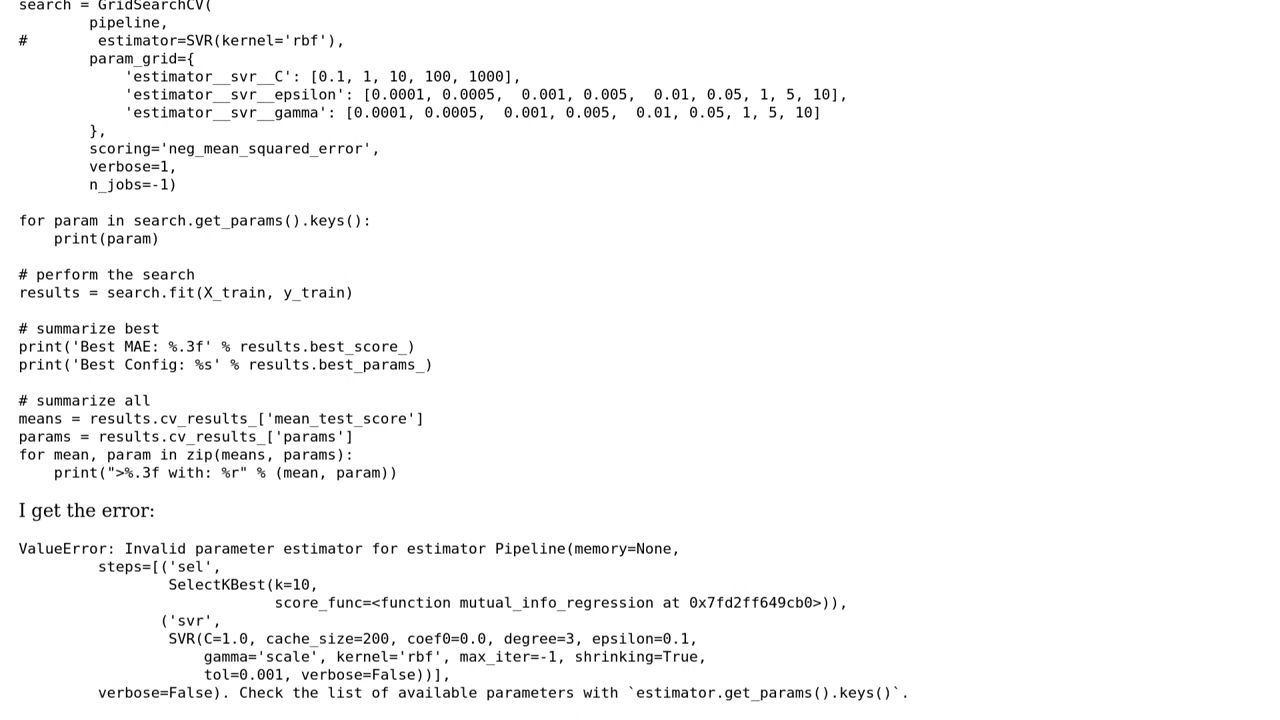 search = GridSearchCV(
        pipeline,
#        estimator=SVR(kernel='rbf'),
        param_grid={
            'estimator__svr__C': [0.1, 1, 10, 100, 1000],
            'estimator__svr__epsilon': [0.0001, 0.0005,  0.001, 0.005,  0.01, 0.05, 1, 5, 10],
            'estimator__svr__gamma': [0.0001, 0.0005,  0.001, 0.005,  0.01, 0.05, 1, 5, 10]
        },
        scoring='neg_mean_squared_error',
        verbose=1,
        n_jobs=-1)

for param in search.get_params().keys():
    print(param)

# perform the search
results = search.fit(X_train, y_train)

# summarize best
print('Best MAE: %.3f' % results.best_score_)
print('Best Config: %s' % results.best_params_)

# summarize all
means = results.cv_results_['mean_test_score']
params = results.cv_results_['params']
for mean, param in zip(means, params):
    print(">%.3f with: %r" % (mean, param))

I get the error:

ValueError: Invalid parameter estimator for estimator Pipeline(memory=None,
         steps=[('sel',
                 SelectKBest(k=10,
                             score_func=<function mutual_info_regression at 0x7fd2ff649cb0>)),
                ('svr',
                 SVR(C=1.0, cache_size=200, coef0=0.0, degree=3, epsilon=0.1,
                     gamma='scale', kernel='rbf', max_iter=-1, shrinking=True,
                     tol=0.001, verbose=False))],
         verbose=False). Check the list of available parameters with `estimator.get_params().keys()`.